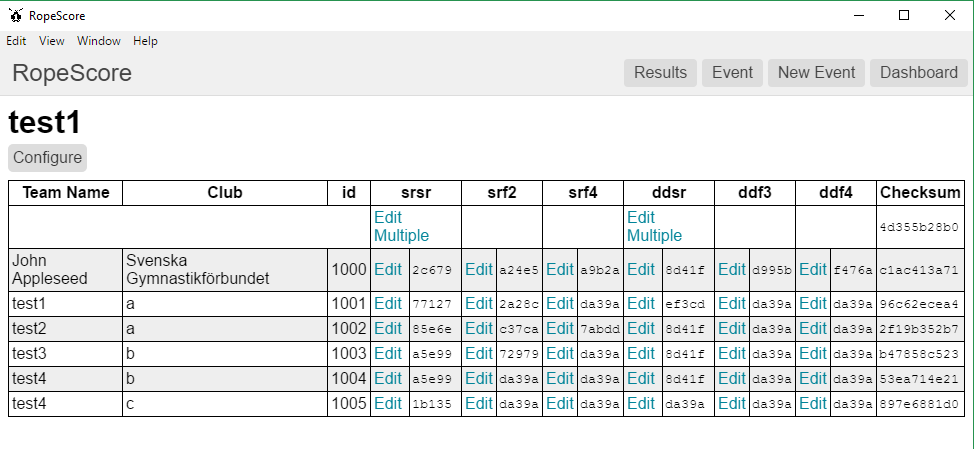 RopeScore
Edit View Window Help
RopeScore Results Event New Event Dashboard
test1
Configure
Team Name Club id srsr srf2 srf4 ddsr ddf3 ddf4 Checksum
Edit Multiple Edit Multiple 4d355b28b0
John Appleseed Svenska Gymnastikförbundet 1000 Edit 2c679 Edit a24e5 Edit a9b2a Edit 8d41f Edit d995b Edit f476a c1ac413a71
test1 a 1001 Edit 77127 Edit 2a28c Edit da39a Edit ef3cd Edit da39a Edit da39a 96c62ecea4
test2 a 1002 Edit 85e6e Edit c37ca Edit 7abdd Edit 8d41f Edit da39a Edit da39a 2f19b352b7
test3 b 1003 Edit a5e99 Edit 72979 Edit da39a Edit 8d41f Edit da39a Edit da39a b47858c523
test4 b 1004 Edit a5e99 Edit da39a Edit da39a Edit 8d41f Edit da39a Edit da39a 53ea714e21
test4 c 1005 Edit 1b135 Edit da39a Edit da39a Edit da39a Edit da39a Edit da39a 897e6881d0